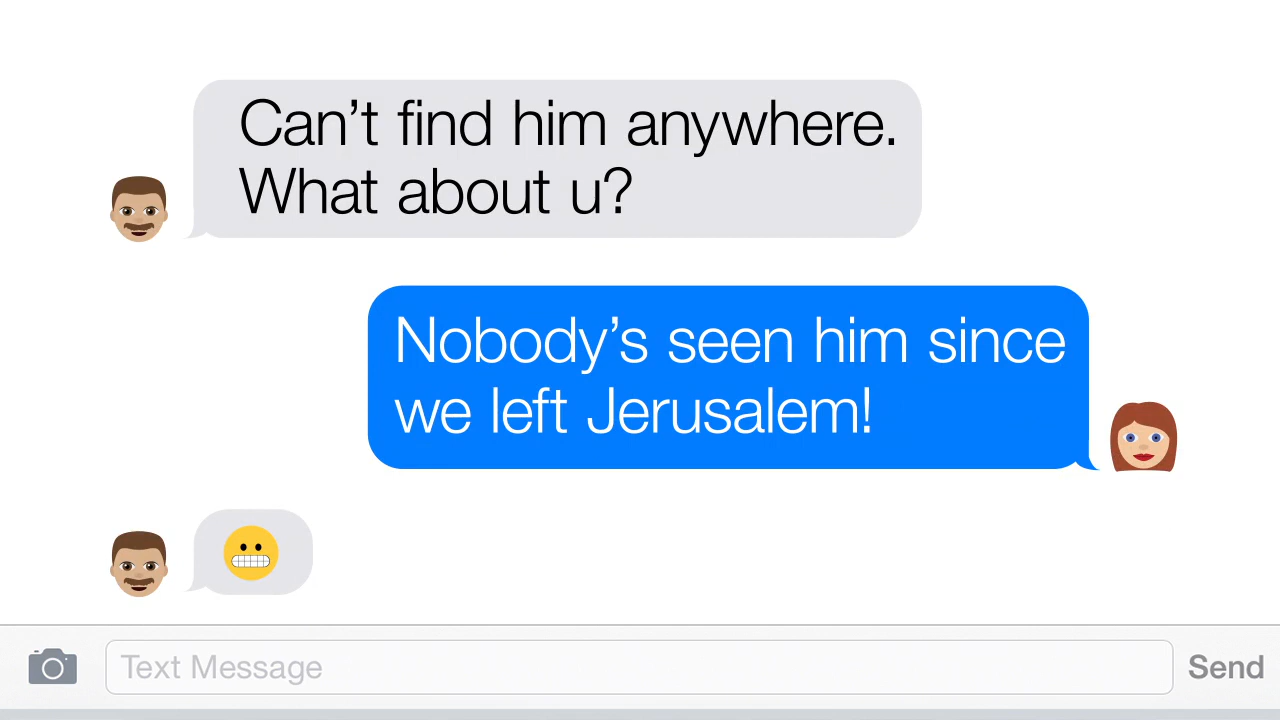 Can’t find him anywhere.
What about u?
Nobody’s seen him since
we left Jerusalem!
Text Message
Send